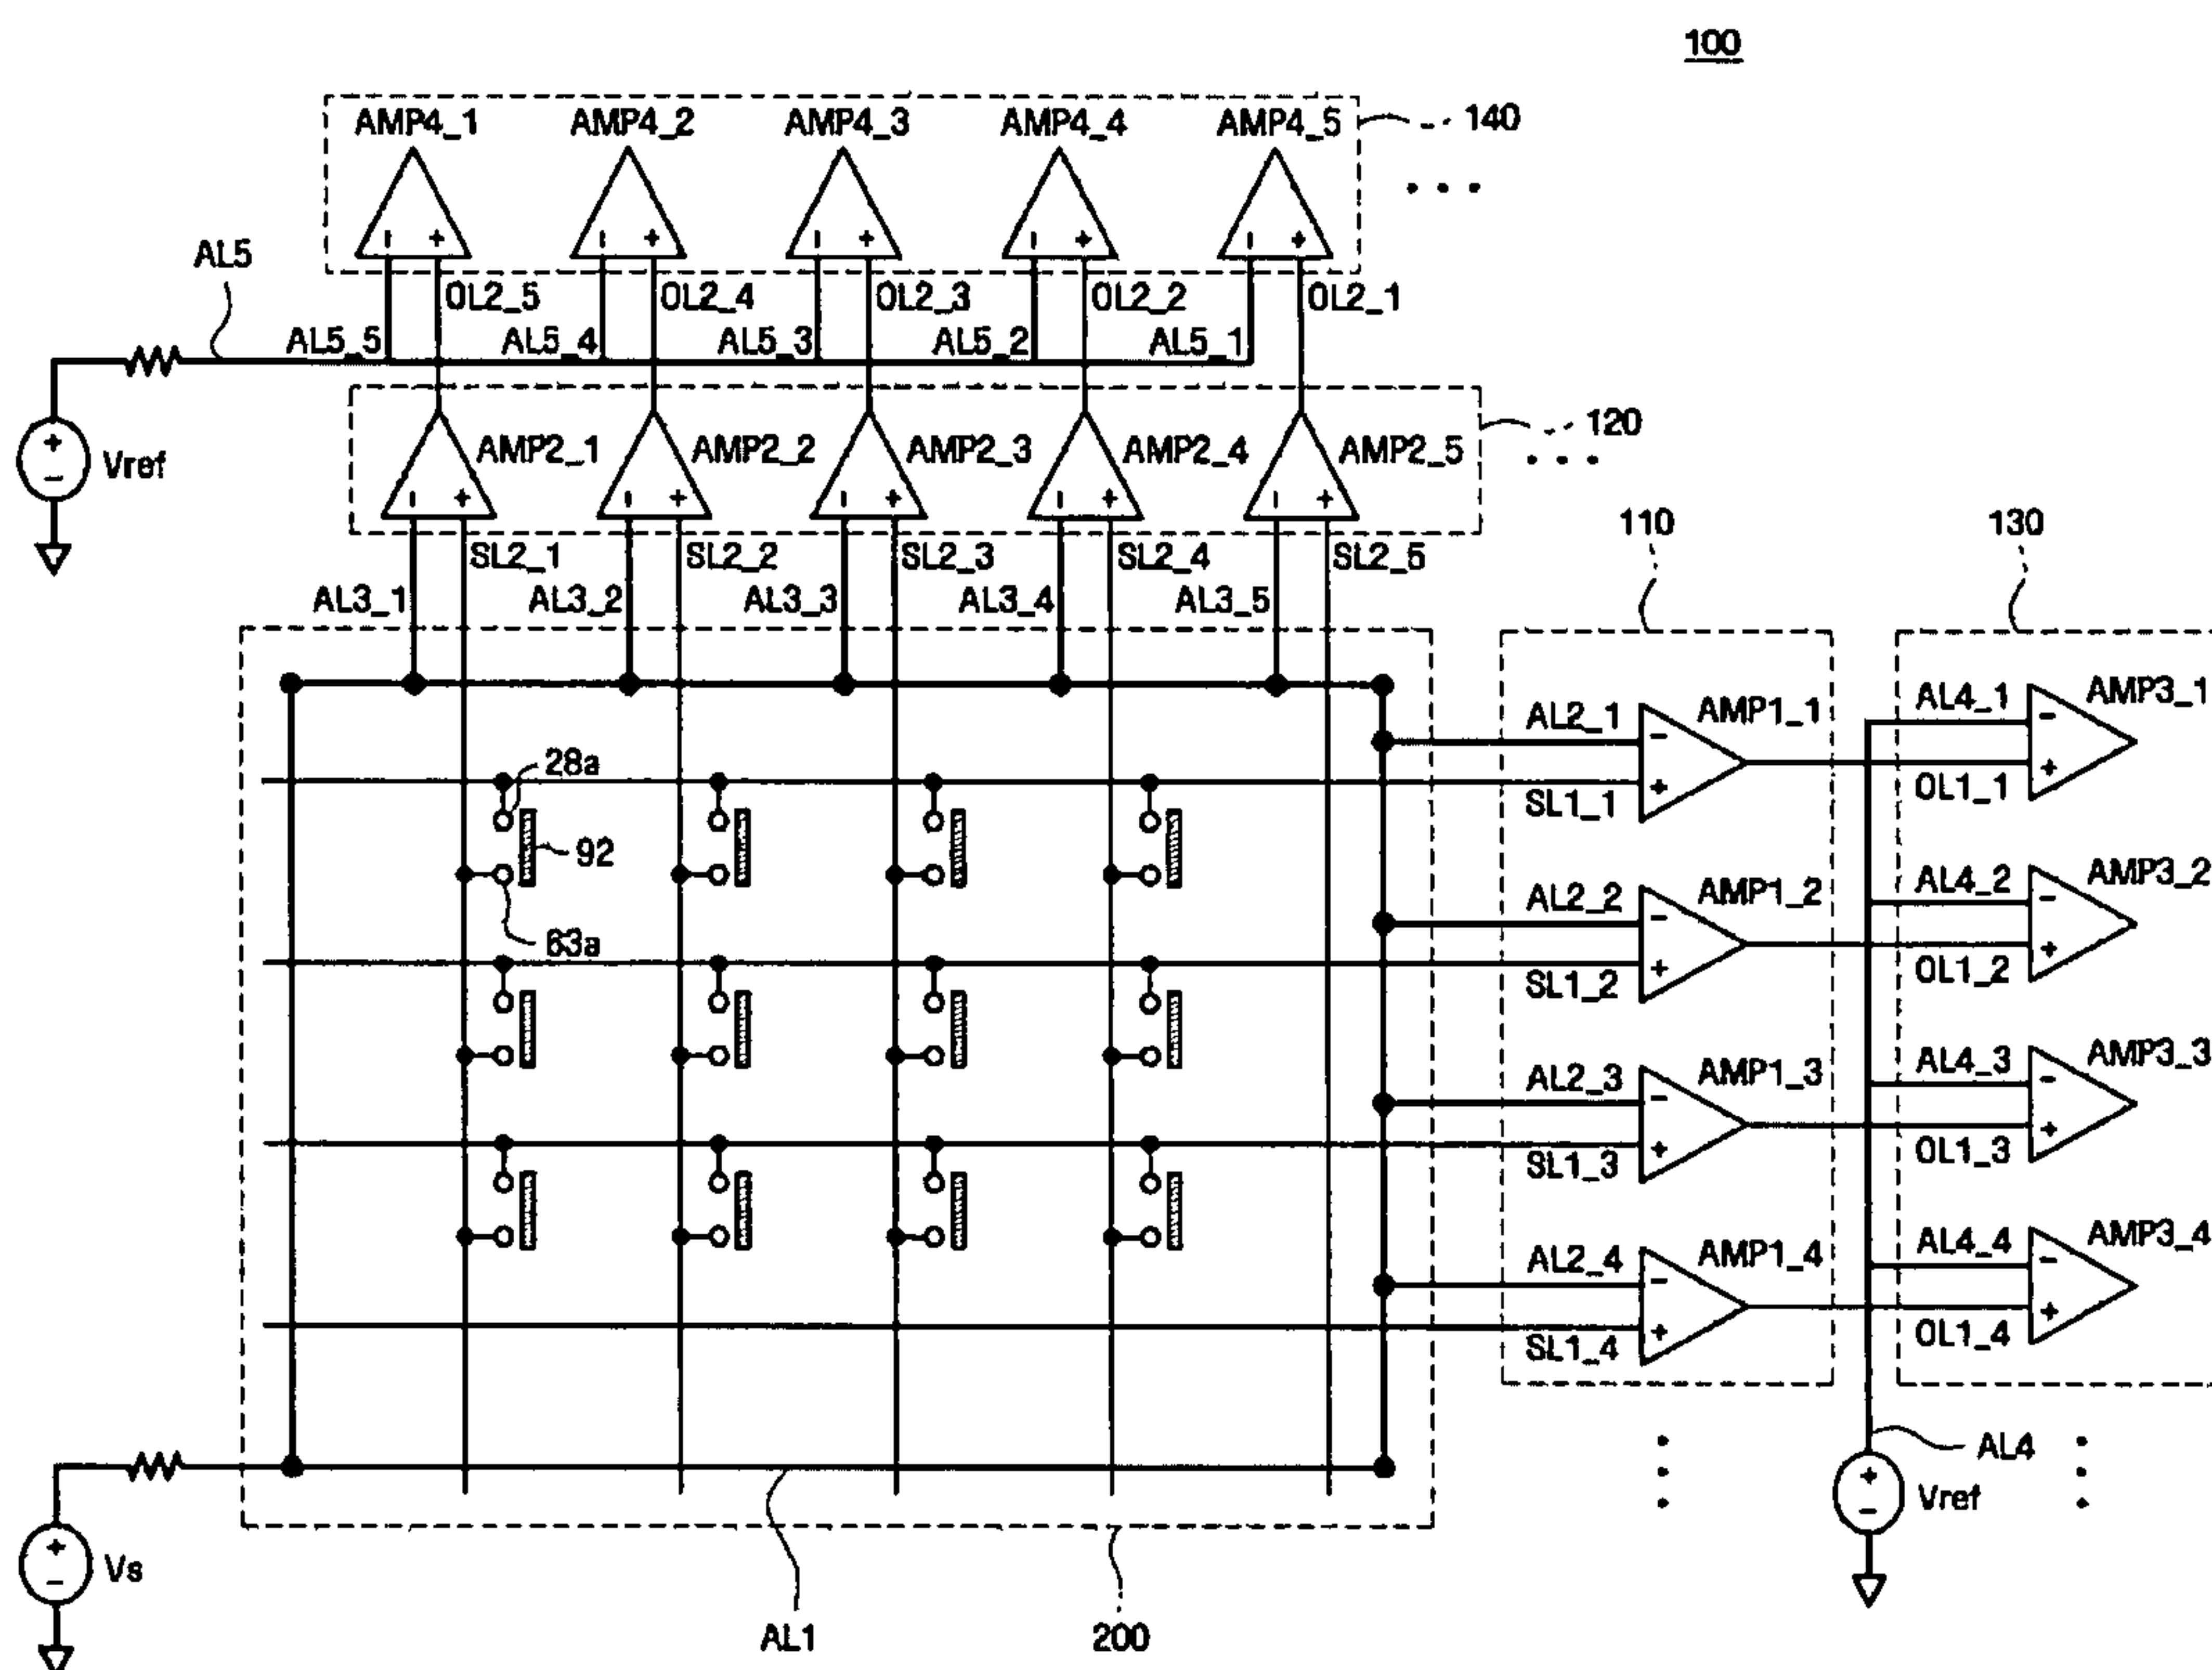 100
AMP4_1 AMP4_2 AMP4_3 AMP4_4 AMP4_5 140
- + - + - + - + - +
AL5
OL2_5 OL2_4 OL2_3 OL2_2 OL2_1
AL5_5 AL5_4 AL5_3 AL5_2 AL5_1
+ - Vref
AMP2_1 AMP2_2 AMP2_3 AMP2_4 AMP2_5 120
- + - + - + - + - +
SL2_1 SL2_2 SL2_3 SL2_4 SL2_5
AL3_1 AL3_2 AL3_3 AL3_4 AL3_5
110 130
AL2_1 - AMP1_1 AL4_1 - AMP3_1
28a
SL1_1 + OL1_1 +
92
AL2_2 - AMP1_2 AL4_2 - AMP3_2
63a
SL1_2 + OL1_2 +
AL2_3 - AMP1_3 AL4_3 - AMP3_3
SL1_3 + OL1_3 +
AL2_4 - AMP1_4 AL4_4 - AMP3_4
SL1_4 + OL1_4 +
AL4
+ - Vref
+ - Vs
AL1 200